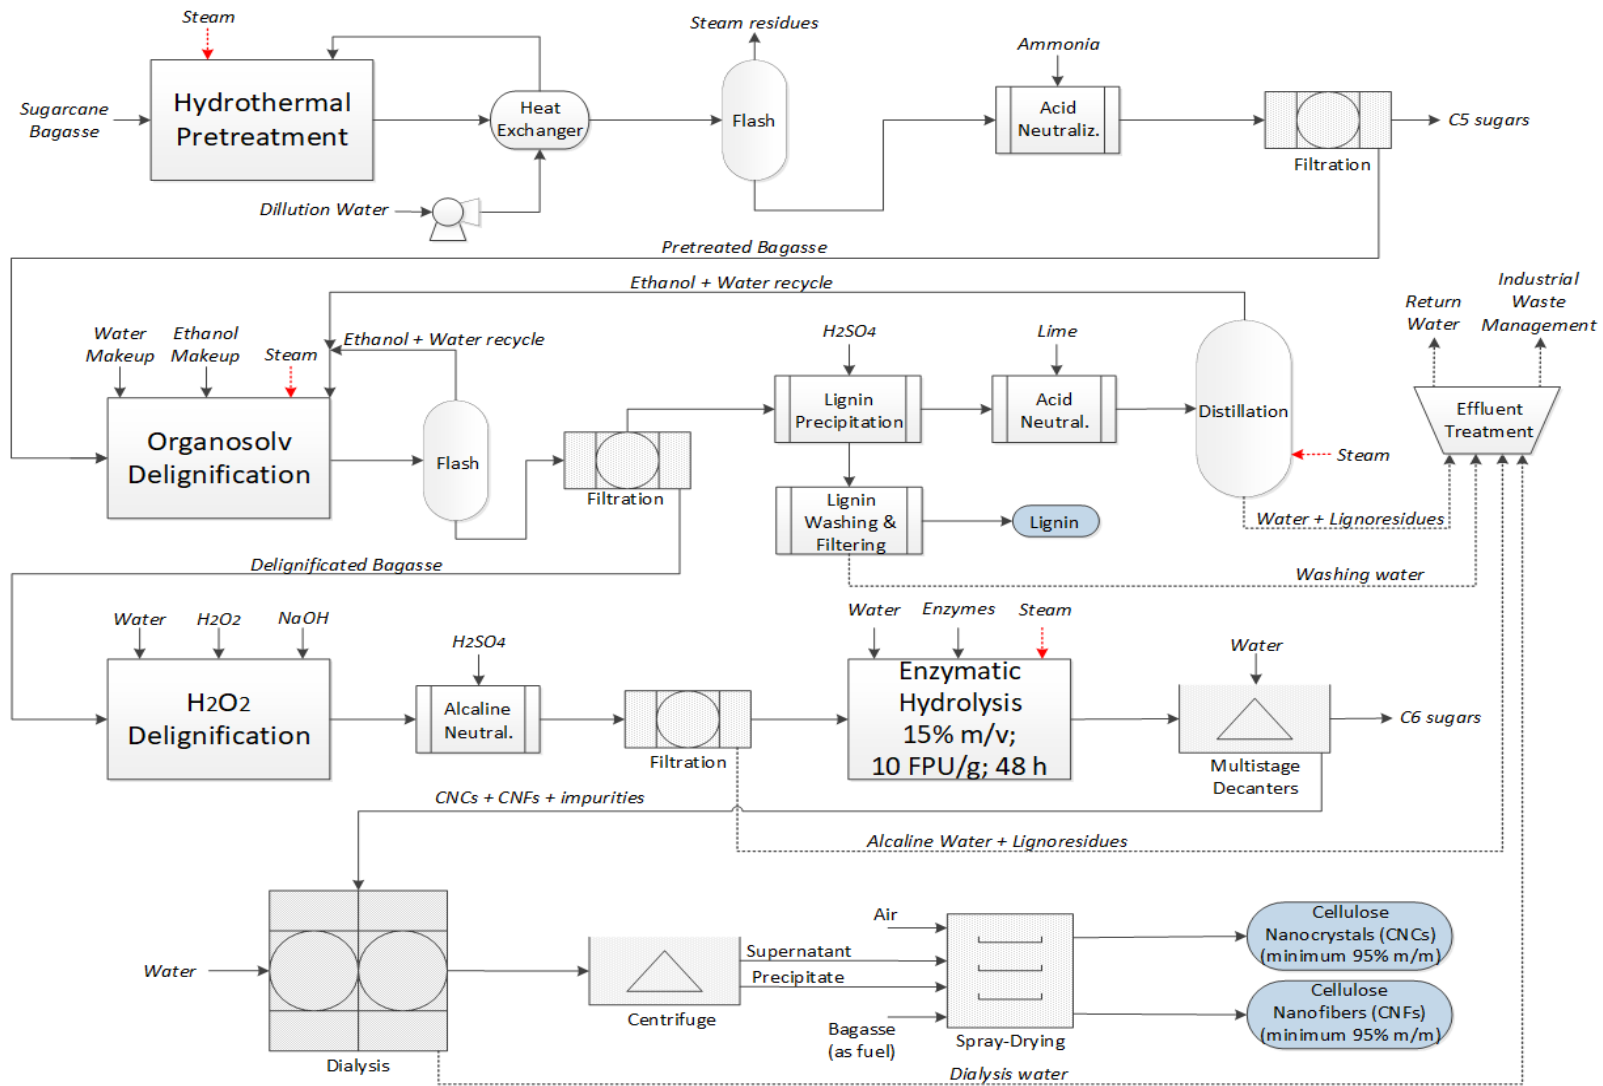 Steam
Steam residues
Ammonia
Sugarcane
Bagasse
Hydrothermal
Pretreatment
Heat
Exchanger
Flash
Acid
Neutraliz.
C5 sugars
Filtration
Dillution Water
Pretreated Bagasse
Ethanol + Water recycle
Industrial
Waste
Management
Return
Water
Water
Makeup
Ethanol
Makeup
Steam
Ethanol + Water recycle
H2SO4
Lime
Organosolv
Delignification
Flash
Filtration
Lignin
Precipitation
Acid
Neutral.
Distillation
Effluent
Treatment
Steam
Lignin
Washing &
Filtering
Lignin
Water + Lignoresidues
Delignificated Bagasse
Washing water
Water
H2O2
NaOH
H2SO4
Water
Enzymes
Steam
Water
H2O2
Delignification
Alcaline
Neutral.
Filtration
Enzymatic
Hydrolysis
15% m/v;
10 FPU/g; 48 h
C6 sugars
Multistage
Decanters
CNCs + CNFs + impurities
Alcaline Water + Lignoresidues
Water
Dialysis
Centrifuge
Air
Supernatant
Precipitate
Bagasse
(as fuel)
Spray-Drying
Cellulose
Nanocrystals (CNCs)
(minimum 95% m/m)
Cellulose
Nanofibers (CNFs)
(minimum 95% m/m)
Dialysis water